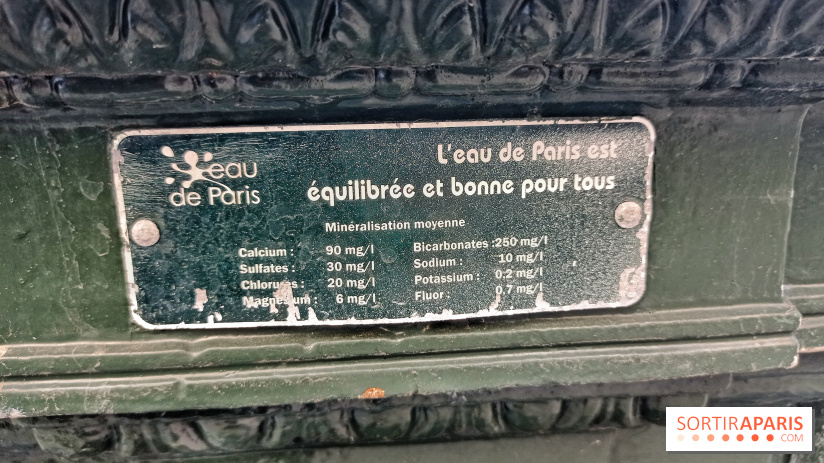 eau
de Paris
L'eau de Paris est
équilibrée et bonne pour tous
Minéralisation moyenne
Calcium : 90 mg/l
Sulfates : 30 mg/l
Chlorures : 20 mg/l
Magnésium : 6 mg/l
Bicarbonates :250 mg/l
Sodium : 10 mg/l
Potassium : 0,2 mg/l
Fluor : 0,7 mg/l
SORTIRAPARIS
.COM